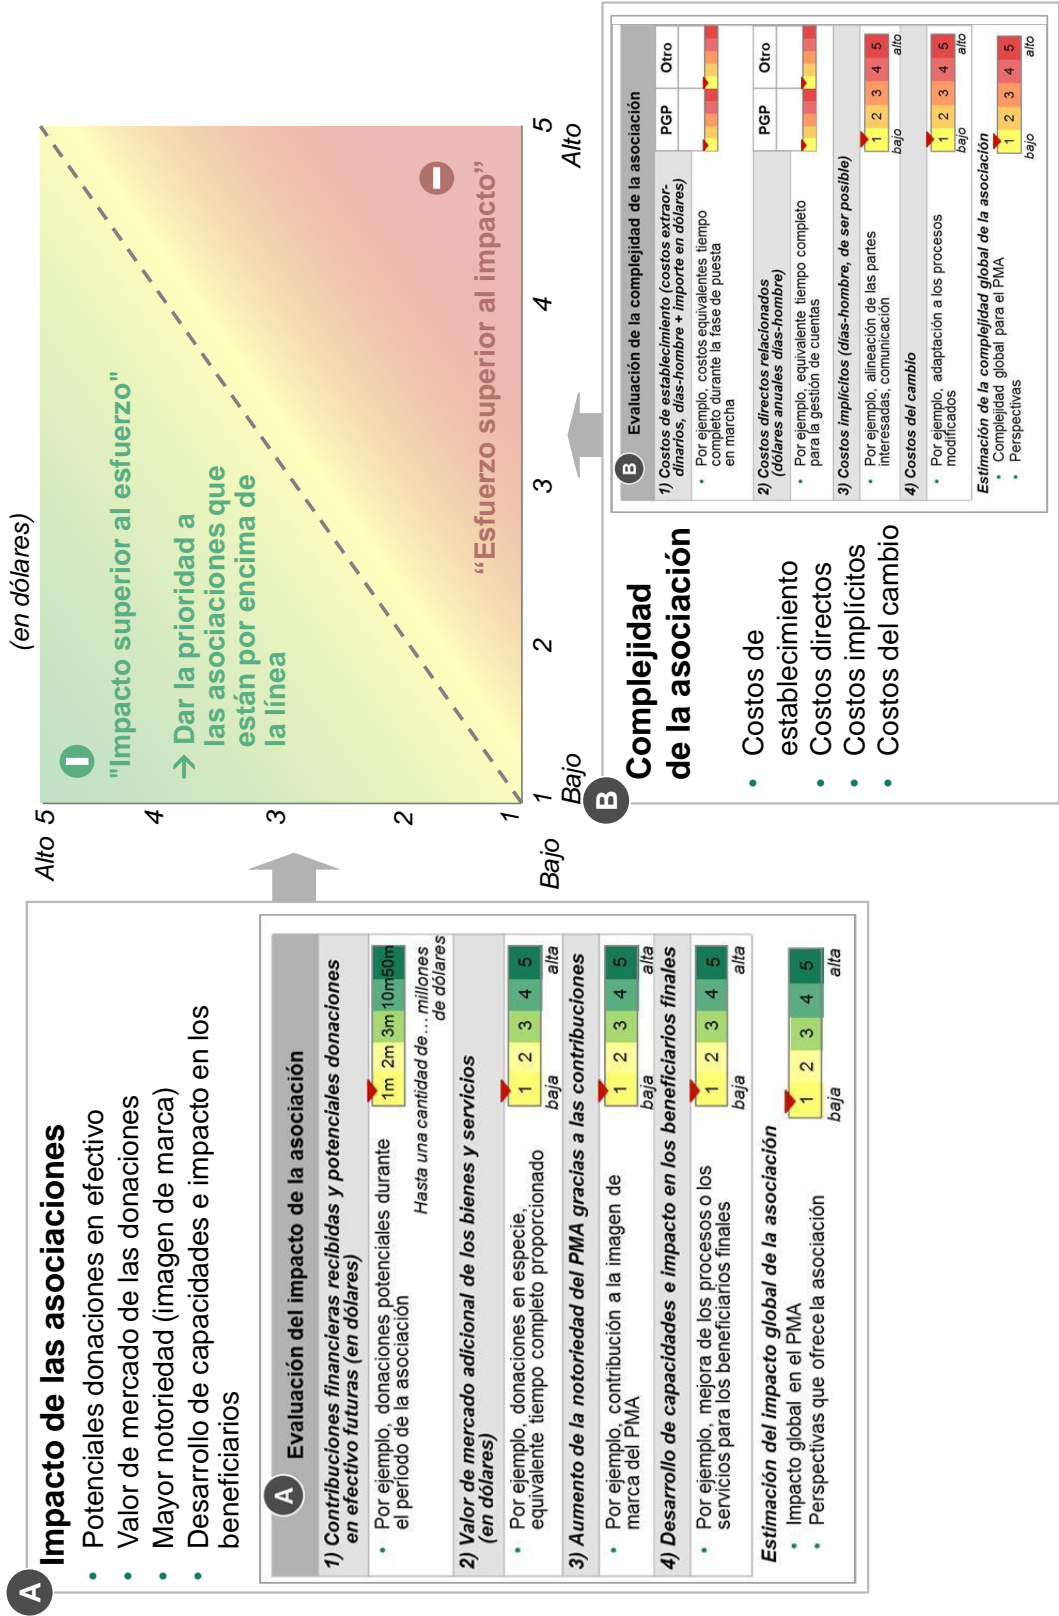 A
Impacto de las asociaciones
• Potenciales donaciones en efectivo
• Valor de mercado de las donaciones
• Mayor notoriedad (imagen de marca)
• Desarrollo de capacidades e impacto en los
beneficiarios
A
Evaluación del impacto de la asociación
1) Contribuciones financieras recibidas y potenciales donaciones
en efectivo futuras (en dólares)
• Por ejemplo, donaciones potenciales durante
el período de la asociación
1m 2m 3m 10m 50m
Hasta una cantidad de... millones
de dólares
2) Valor de mercado adicional de los bienes y servicios
(en dólares)
• Por ejemplo, donaciones en especie,
equivalente tiempo completo proporcionado
1 2 3 4 5
baja alta
3) Aumento de la notoriedad del PMA gracias a las contribuciones
• Por ejemplo, contribución a la imagen de
marca del PMA
1 2 3 4 5
baja alta
4) Desarrollo de capacidades e impacto en los beneficiarios finales
• Por ejemplo, mejora de los procesos o los
servicios para los beneficiarios finales
1 2 3 4 5
baja alta
Estimación del impacto global de la asociación
• Impacto global en el PMA
• Perspectivas que ofrece la asociación
1 2 3 4 5
baja alta
(en dólares)
Alto 5
4
3
2
1
Bajo
"Impacto superior al esfuerzo"
→ Dar la prioridad a
las asociaciones que
están por encima de
la línea
“Esfuerzo superior al impacto”
1 2 3 4 5
Bajo Alto
B
Complejidad
de la asociación
• Costos de
establecimiento
• Costos directos
• Costos implícitos
• Costos del cambio
B
Evaluación de la complejidad de la asociación
1) Costos de establecimiento (costos extraor-
dinarios, días-hombre + importe en dólares)
PGP Otro
• Por ejemplo, costos equivalentes tiempo
completo durante la fase de puesta
en marcha
2) Costos directos relacionados
(dólares anuales días-hombre)
PGP Otro
• Por ejemplo, equivalente tiempo completo
para la gestión de cuentas
3) Costos implícitos (días-hombre, de ser posible)
• Por ejemplo, alineación de las partes
interesadas, comunicación
1 2 3 4 5
bajo alto
4) Costos del cambio
• Por ejemplo, adaptación a los procesos
modificados
1 2 3 4 5
bajo alto
Estimación de la complejidad global de la asociación
• Complejidad global para el PMA
• Perspectivas
1 2 3 4 5
bajo alto